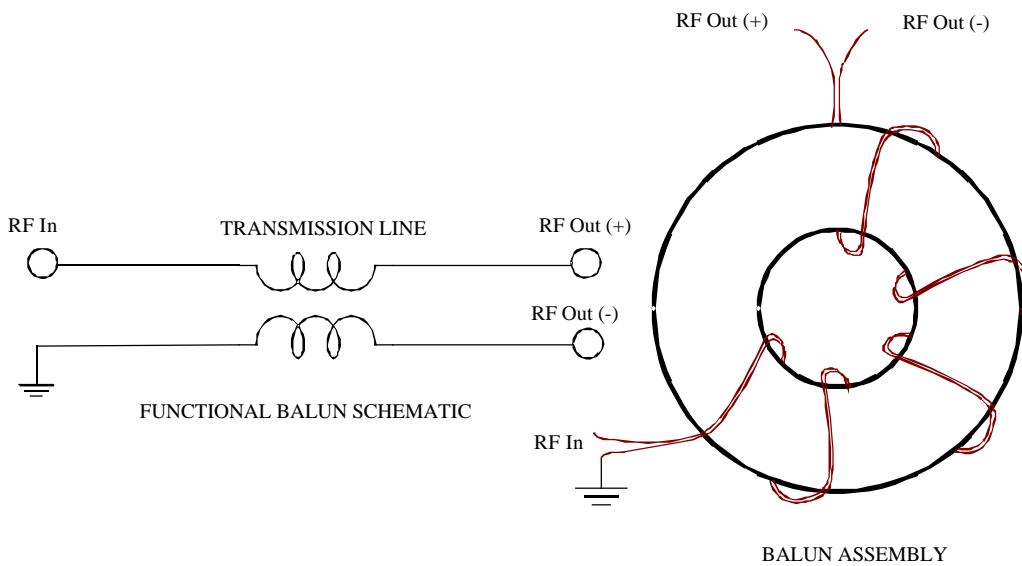 RF Out (+)
RF Out (-)
RF In
TRANSMISSION LINE
RF Out (+)
RF Out (-)
FUNCTIONAL BALUN SCHEMATIC
RF In
BALUN ASSEMBLY